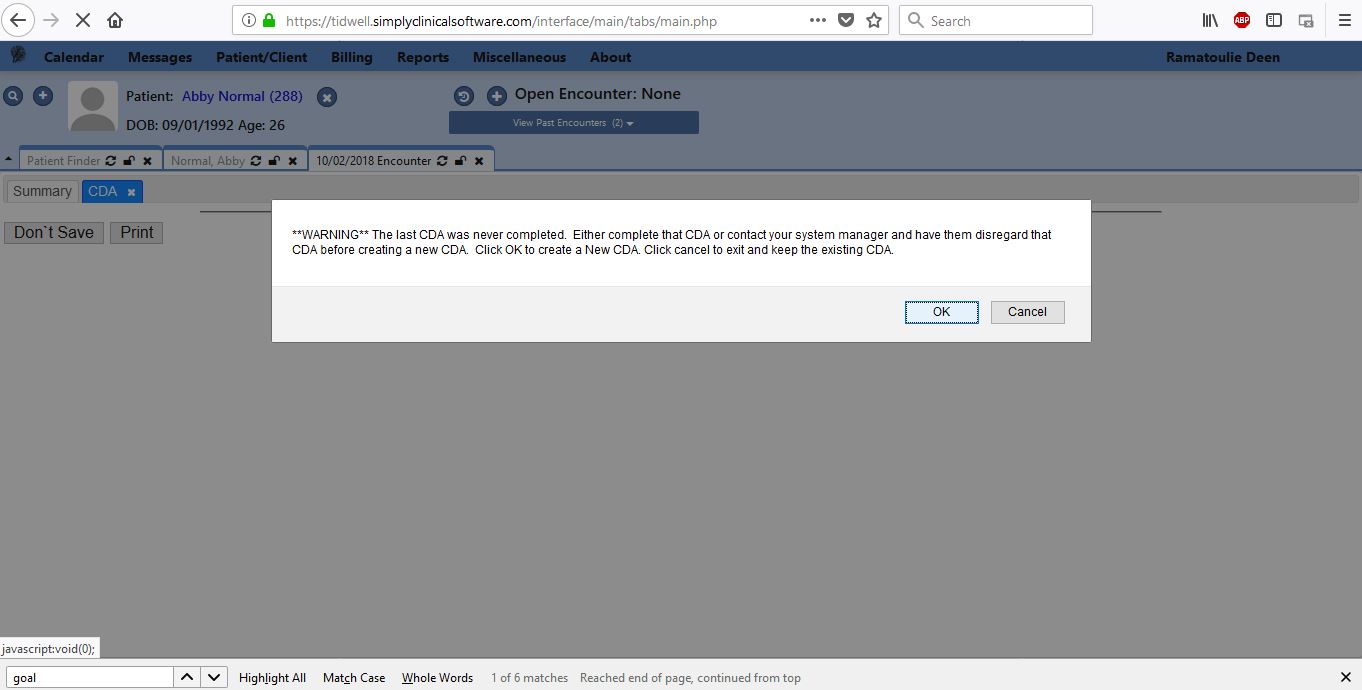 https://tidwell.simplyclinicalsoftware.com/interface/main/tabs/main.php
Search
ABP
Calendar Messages Patient/Client Billing Reports Miscellaneous About Ramatoulie Deen
Patient: Abby Normal (288)
Open Encounter: None
DOB: 09/01/1992 Age: 26
View Past Encounters (2)
Patient Finder Normal, Abby 10/02/2018 Encounter
Summary CDA
Don`t Save Print
**WARNING** The last CDA was never completed. Either complete that CDA or contact your system manager and have them disregard that
CDA before creating a new CDA. Click OK to create a New CDA. Click cancel to exit and keep the existing CDA.
OK Cancel
javascript:void(0);
goal Highlight All Match Case Whole Words 1 of 6 matches Reached end of page, continued from top